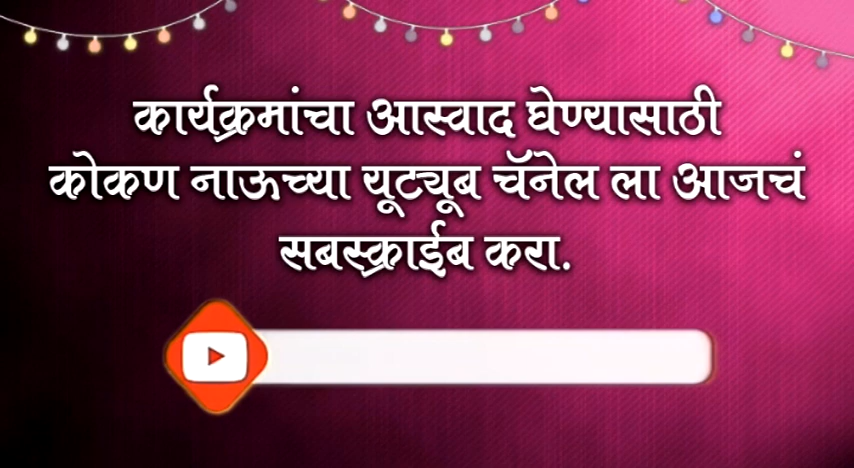 कार्यक्रमांचा आस्वाद घेण्यासाठी
कोकण नाऊच्या यूट्यूब चॅनेल ला आजचं
सबस्क्राईब करा.